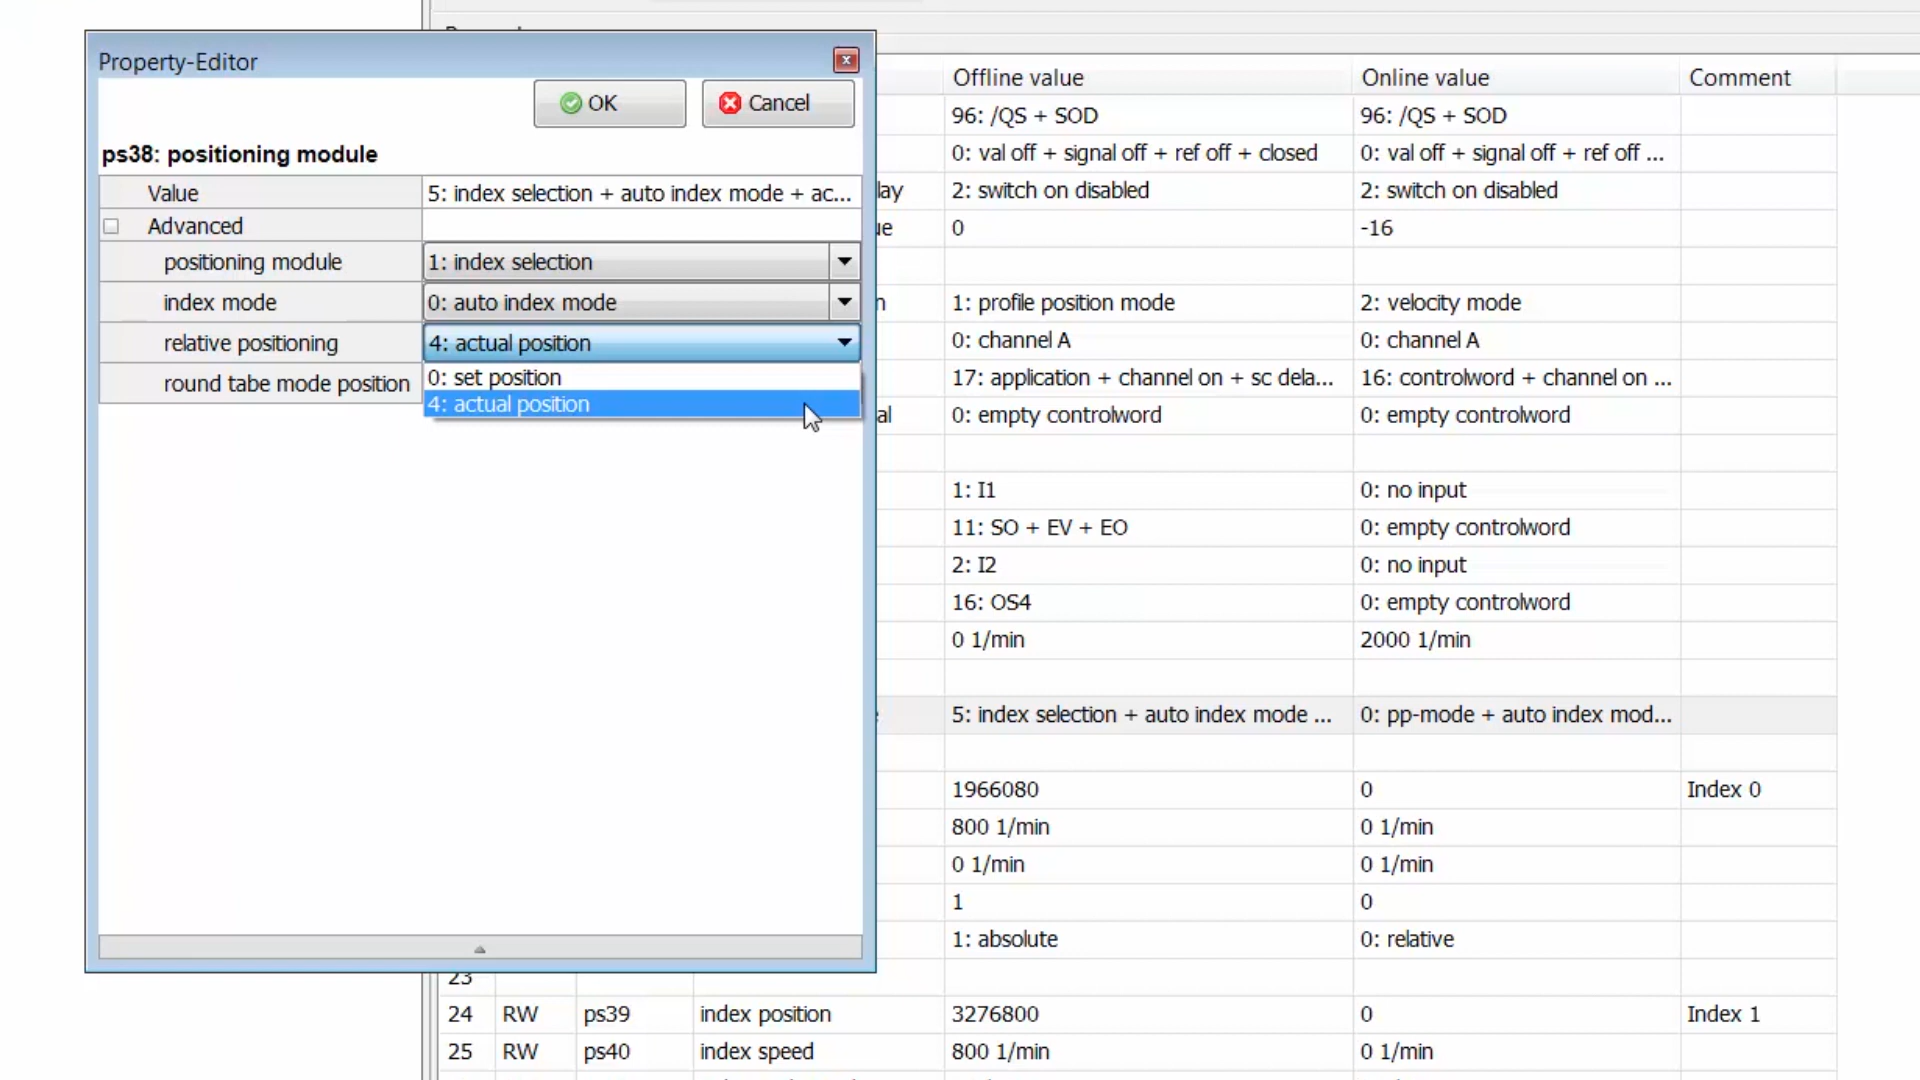 Property-Editor
OK
Cancel
ps38: positioning module
Value
5: index selection + auto index mode + ac...
Advanced
positioning module
1: index selection
index mode
0: auto index mode
relative positioning
4: actual position
round tabe mode position
0: set position
4: actual position
Offline value Online value Comment
96: /QS + SOD 96: /QS + SOD
0: val off + signal off + ref off + closed 0: val off + signal off + ref off ...
lay 2: switch on disabled 2: switch on disabled
ue 0 -16
n 1: profile position mode 2: velocity mode
0: channel A 0: channel A
17: application + channel on + sc dela... 16: controlword + channel on ...
al 0: empty controlword 0: empty controlword
1: I1 0: no input
11: SO + EV + EO 0: empty controlword
2: I2 0: no input
16: OS4 0: empty controlword
0 1/min 2000 1/min
5: index selection + auto index mode ... 0: pp-mode + auto index mod...
1966080 0 Index 0
800 1/min 0 1/min
0 1/min 0 1/min
1 0
1: absolute 0: relative
23
24 RW ps39 index position 3276800 0 Index 1
25 RW ps40 index speed 800 1/min 0 1/min